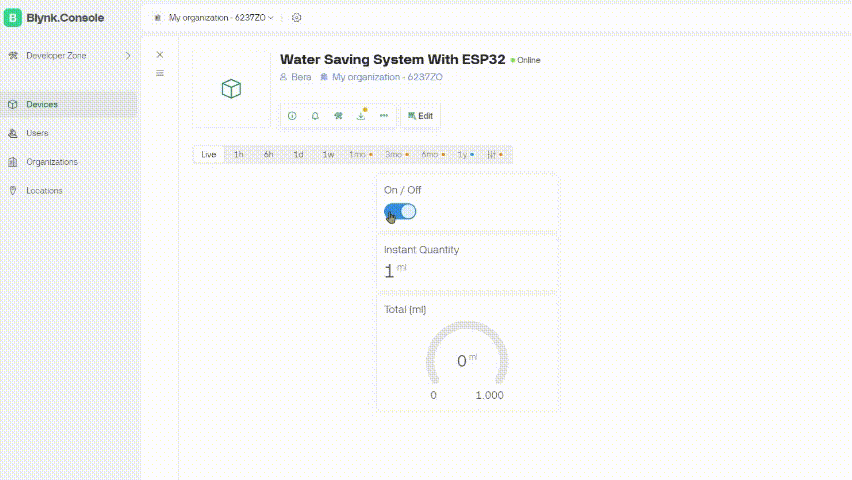 B Blynk.Console
My organization - 6237ZO
Developer Zone
Devices
Users
Organizations
Locations
Water Saving System With ESP32 Online
Bera My organization - 6237ZO
Edit
Live 1h 6h 1d 1w 1mo 3mo 6mo 1y
On / Off
Instant Quantity
1 ml
Total (ml)
0 ml
0 1.000